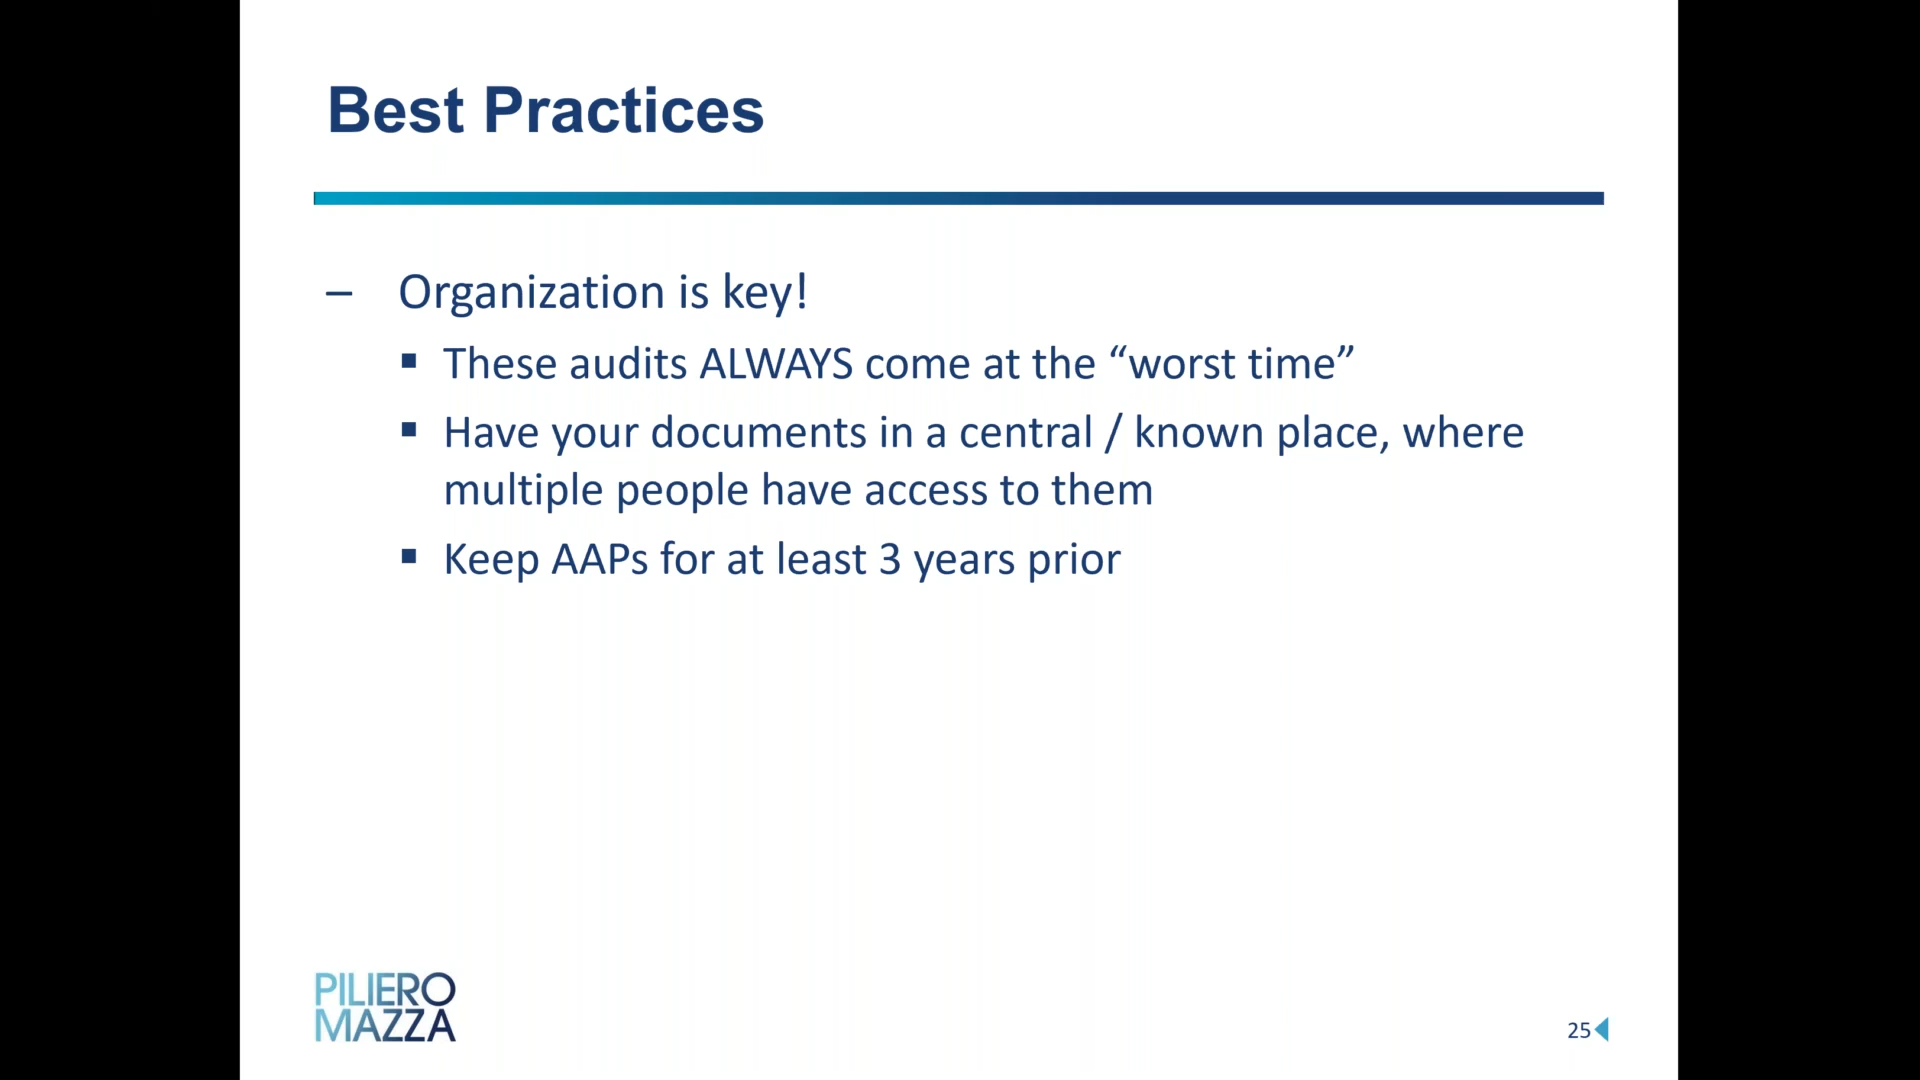 Best Practices
– Organization is key!
▪ These audits ALWAYS come at the “worst time”
▪ Have your documents in a central / known place, where
multiple people have access to them
▪ Keep AAPs for at least 3 years prior
PILIERO
MAZZA
25